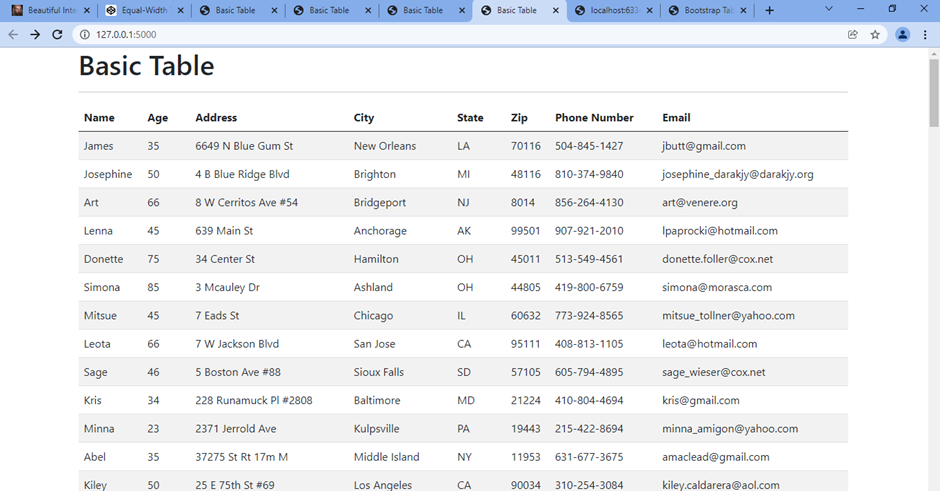 Beautiful Inte
Equal-Width
Basic Table
Basic Table
Basic Table
Basic Table
localhost:633
Bootstrap Tab
127.0.0.1:5000
Basic Table
Name Age Address City State Zip Phone Number Email
James 35 6649 N Blue Gum St New Orleans LA 70116 504-845-1427 jbutt@gmail.com
Josephine 50 4 B Blue Ridge Blvd Brighton MI 48116 810-374-9840 josephine_darakjy@darakjy.org
Art 66 8 W Cerritos Ave #54 Bridgeport NJ 8014 856-264-4130 art@venere.org
Lenna 45 639 Main St Anchorage AK 99501 907-921-2010 lpaprocki@hotmail.com
Donette 75 34 Center St Hamilton OH 45011 513-549-4561 donette.foller@cox.net
Simona 85 3 Mcauley Dr Ashland OH 44805 419-800-6759 simona@morasca.com
Mitsue 45 7 Eads St Chicago IL 60632 773-924-8565 mitsue_tollner@yahoo.com
Leota 66 7 W Jackson Blvd San Jose CA 95111 408-813-1105 leota@hotmail.com
Sage 46 5 Boston Ave #88 Sioux Falls SD 57105 605-794-4895 sage_wieser@cox.net
Kris 34 228 Runamuck Pl #2808 Baltimore MD 21224 410-804-4694 kris@gmail.com
Minna 23 2371 Jerrold Ave Kulpsville PA 19443 215-422-8694 minna_amigon@yahoo.com
Abel 35 37275 St Rt 17m M Middle Island NY 11953 631-677-3675 amaclead@gmail.com
Kiley 50 25 E 75th St #69 Los Angeles CA 90034 310-254-3084 kiley.caldarera@aol.com